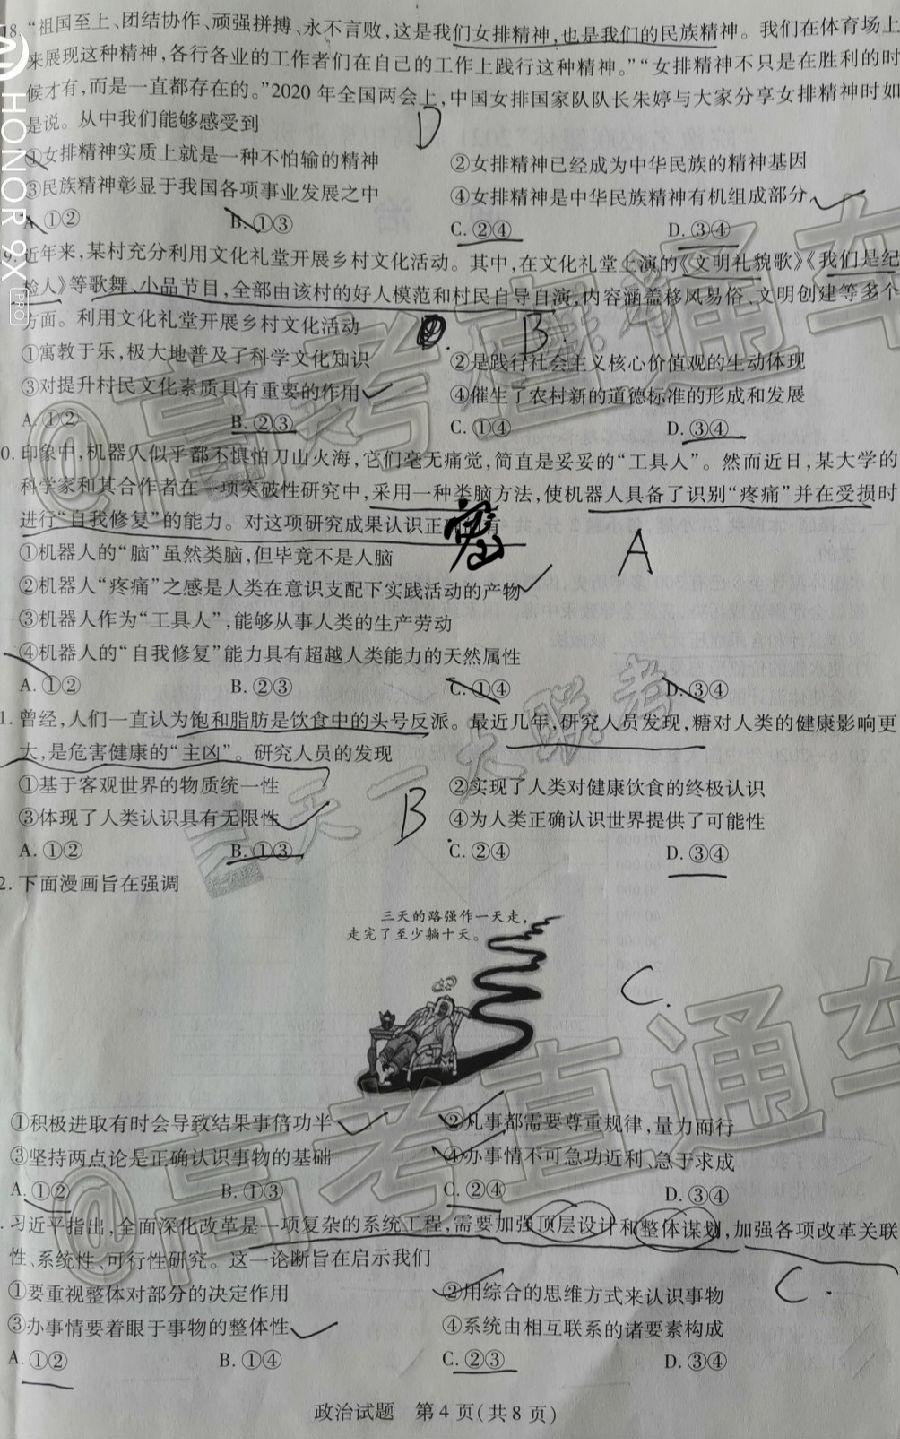 18. “祖国至上、团结协作、顽强拼搏、永不言败，这是我们女排精神，也是我们的民族精神。我们在体育场上
来展现这种精神，各行各业的工作者们在自己的工作上践行这种精神。”“女排精神不只是在胜利的时
候才有，而是一直都存在的。”2020年全国两会上，中国女排国家队队长朱婷与大家分享女排精神时如
是说。从中我们能够感受到
D
①女排精神实质上就是一种不怕输的精神 ②女排精神已经成为中华民族的精神基因
③民族精神彰显于我国各项事业发展之中 ④女排精神是中华民族精神有机组成部分
A.①② B.①③ C.②④ D.③④
9. 近年来，某村充分利用文化礼堂开展乡村文化活动。其中，在文化礼堂上演的《文明礼貌歌》《我们是纪
检人》等歌舞、小品节目，全部由该村的好人模范和村民自导自演，内容涵盖移风易俗、文明创建等多个
方面。利用文化礼堂开展乡村文化活动
B.
①寓教于乐，极大地普及了科学文化知识 ②是践行社会主义核心价值观的生动体现
③对提升村民文化素质具有重要的作用 ④催生了农村新的道德标准的形成和发展
A.①② B.②③ C.①④ D.③④
0. 印象中，机器人似乎都不惧怕刀山火海，它们毫无痛觉，简直是妥妥的“工具人”。然而近日，某大学的
科学家和其合作者在一项突破性研究中，采用一种类脑方法，使机器人具备了识别“疼痛”并在受损时
进行“自我修复”的能力。对这项研究成果认识正
A
①机器人的“脑”虽然类脑，但毕竟不是人脑
②机器人“疼痛”之感是人类在意识支配下实践活动的产物
③机器人作为“工具人”，能够从事人类的生产劳动
④机器人的“自我修复”能力具有超越人类能力的天然属性
A.①② B.②③ C.①④ D.③④
1. 曾经，人们一直认为饱和脂肪是饮食中的头号反派。最近几年，研究人员发现，糖对人类的健康影响更
大，是危害健康的“主凶”。研究人员的发现
①基于客观世界的物质统一性 ②实现了人类对健康饮食的终极认识
③体现了人类认识具有无限性 ④为人类正确认识世界提供了可能性
B
A.①② B.①③ C.②④ D.③④
2. 下面漫画旨在强调
三天的路强作一天走，
走完了至少躺十天。
C.
①积极进取有时会导致结果事倍功半 ②凡事都需要尊重规律，量力而行
③坚持两点论是正确认识事物的基础 ④办事情不可急功近利、急于求成
A.①② B.①③ C.②④ D.③④
. 习近平指出，全面深化改革是一项复杂的系统工程，需要加强顶层设计和整体谋划，加强各项改革关联
性、系统性、可行性研究。这一论断旨在启示我们
①要重视整体对部分的决定作用 ②用综合的思维方式来认识事物
C.
③办事情要着眼于事物的整体性 ④系统由相互联系的诸要素构成
A.①② B.①④ C.②③ D.③④
政治试题 第4页(共8页)
HONOR 9X PRO
@高考直通车
天一大联考
@高考直通车